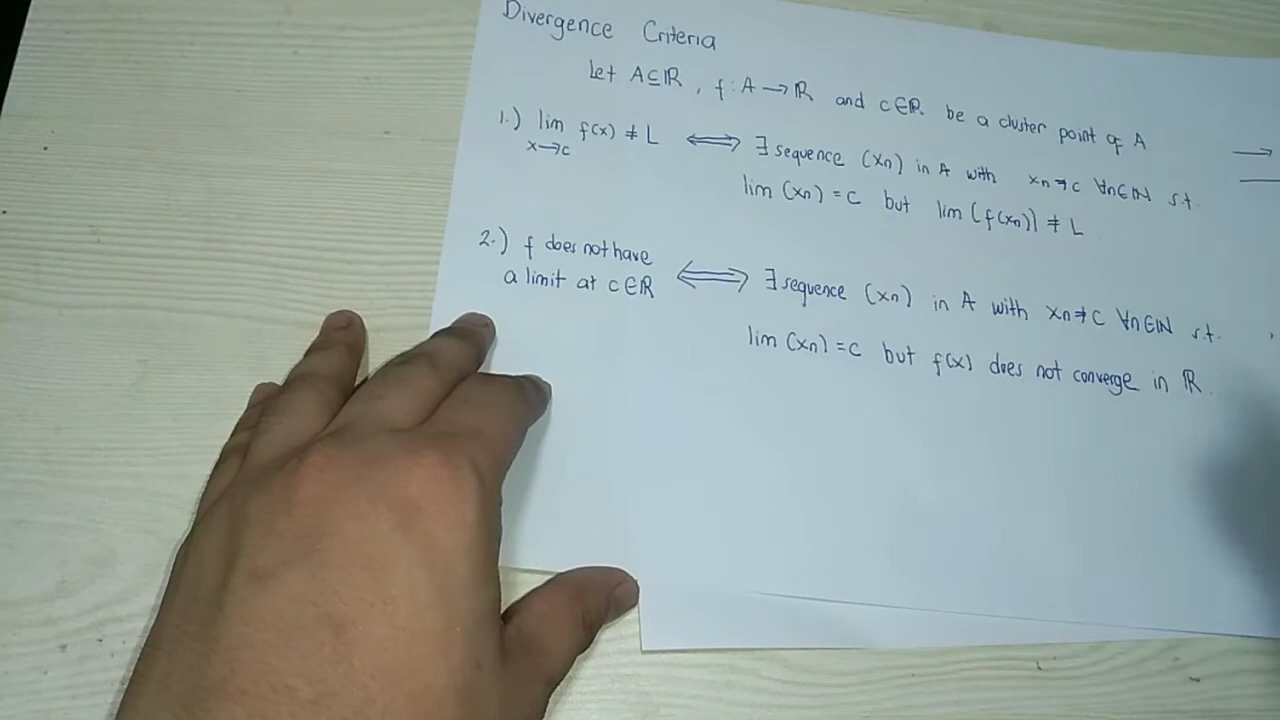 Divergence Criteria
Let A⊆ℝ, f: A→ℝ and c∈ℝ be a cluster point of A
1.) lim f(x) ≠ L ⟺ ∃ sequence (xn) in A with xn≠c ∀n∈ℕ s.t.
x→c
lim (xn) = c but lim (f(xn)) ≠ L
2.) f does not have
a limit at c∈ℝ ⟺ ∃ sequence (xn) in A with xn≠c ∀n∈ℕ s.t.
lim (xn) = c but f(x) does not converge in ℝ.